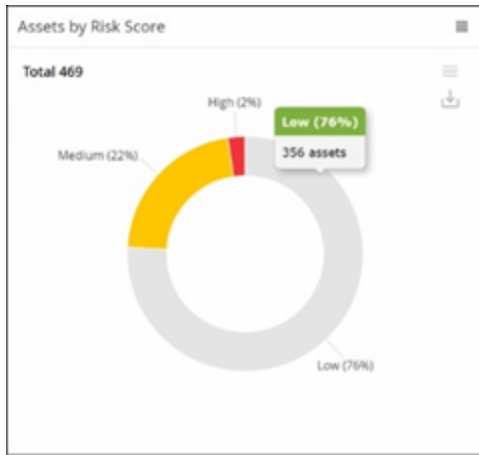 Assets by Risk Score
Total 469
High (2%)
Low (76%)
356 assets
Medium (22%)
Low (76%)